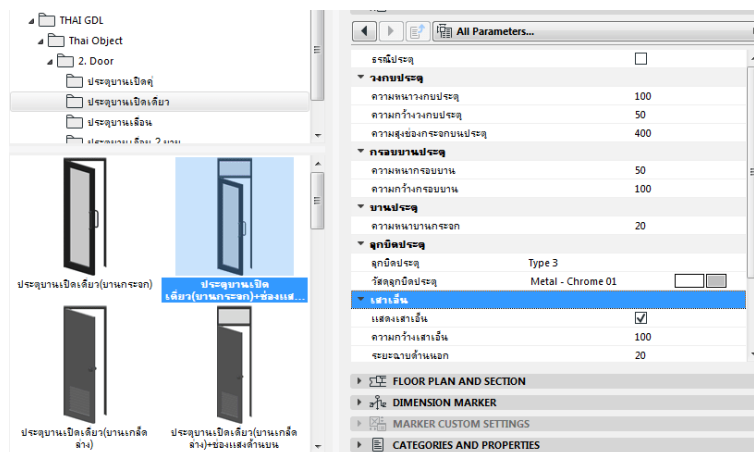 THAI GDL
Thai Object
2. Door
ประตูบานเปิดคู่
ประตูบานเปิดเดี่ยว
ประตูบานเลื่อน
ประตูบานเลื่อน 2 บาน
ประตูบานเปิดเดี่ยว(บานกระจก)
ประตูบานเปิด
เดี่ยว(บานกระจก)+ช่องแส...
ประตูบานเปิดเดี่ยว(บานเกล็ด
ล่าง)
ประตูบานเปิดเดี่ยว(บานเกล็ด
ล่าง)+ช่องแสงด้านบน
All Parameters...
ธรณีประตู
วงกบประตู
ความหนาวงกบประตู 100
ความกว้างวงกบประตู 50
ความสูงช่องกระจกบนประตู 400
กรอบบานประตู
ความหนากรอบบาน 50
ความกว้างกรอบบาน 100
บานประตู
ความหนาบานกระจก 20
ลูกบิดประตู
ลูกบิดประตู Type 3
วัสดุลูกบิดประตู Metal - Chrome 01
เสาเอ็น
แสดงเสาเอ็น
ความกว้างเสาเอ็น 100
ระยะฉาบด้านนอก 20
FLOOR PLAN AND SECTION
DIMENSION MARKER
MARKER CUSTOM SETTINGS
CATEGORIES AND PROPERTIES